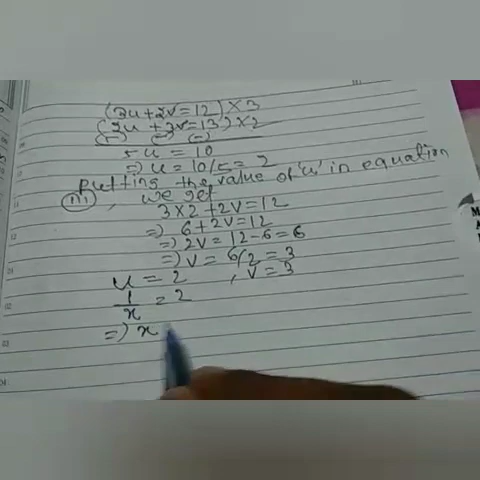 (3u+2v=12)×3
(2u+3v=13)×2
(-) (-) (-)
5u = 10
=) u = 10/5 = 2
Putting the value of 'u' in equation
(III), we get
3×2+2v=12
=) 6+2v=12
=) 2v = 12-6 = 6
=) v = 6/2 = 3
u = 2 , v = 3
1/x = 2
=) x